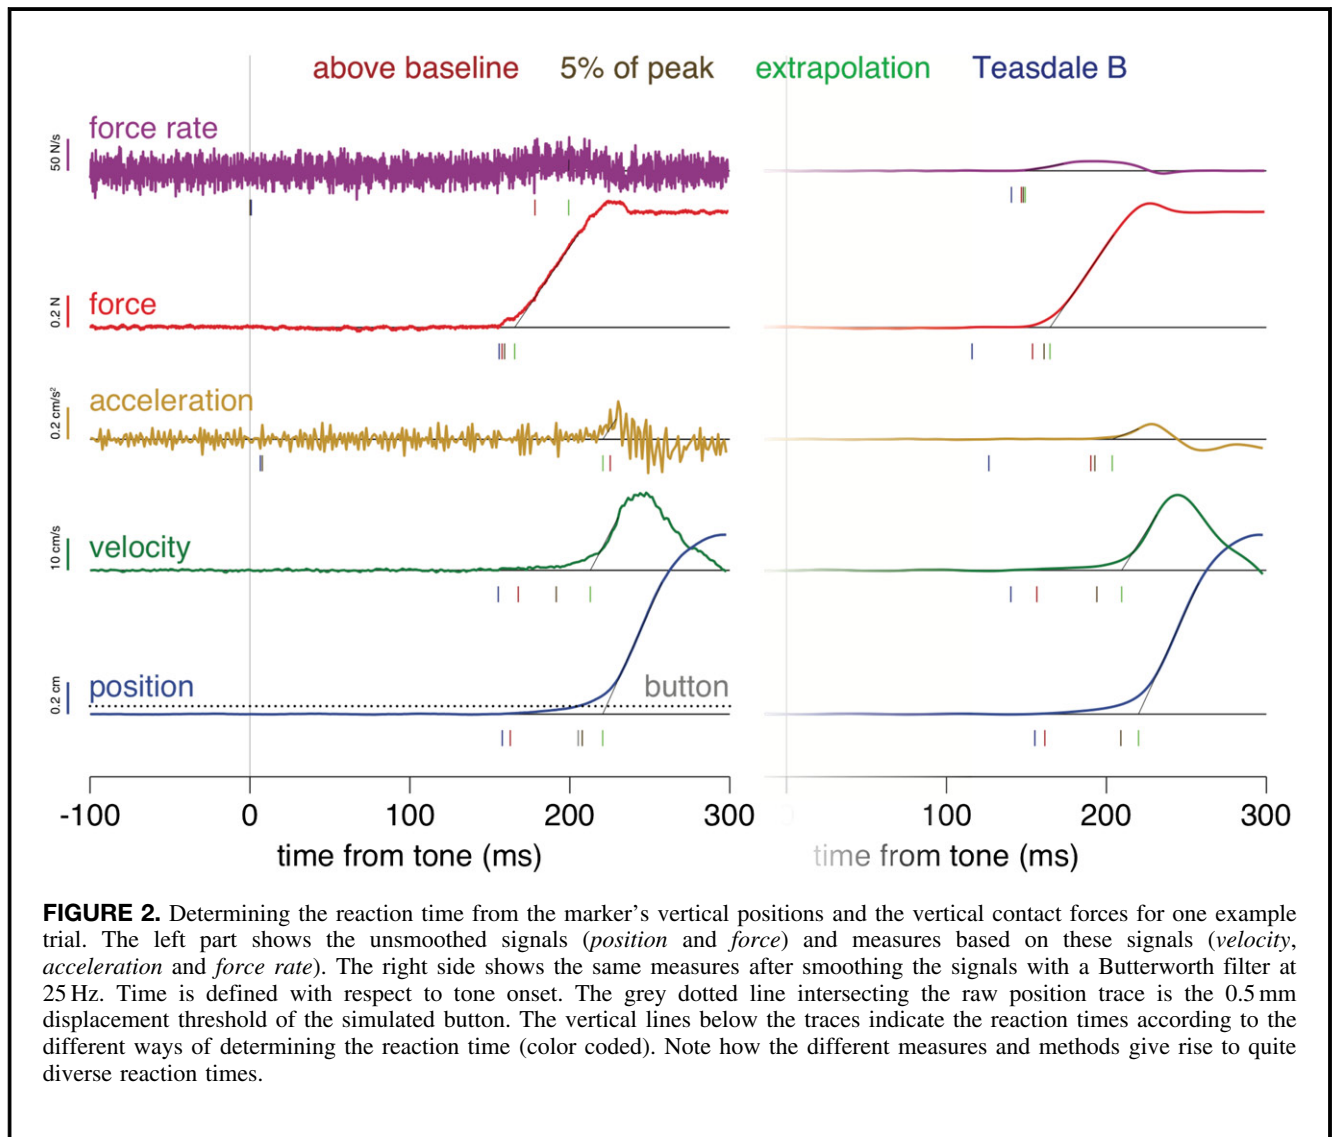 above baseline 5% of peak extrapolation Teasdale B
force rate
50 N/s
force
0.2 N
acceleration
0.2 cm/s²
velocity
10 cm/s
position
0.2 cm
button
-100 0 100 200 300
0 100 200 300
time from tone (ms)
time from tone (ms)
FIGURE 2. Determining the reaction time from the marker's vertical positions and the vertical contact forces for one example
trial. The left part shows the unsmoothed signals (position and force) and measures based on these signals (velocity,
acceleration and force rate). The right side shows the same measures after smoothing the signals with a Butterworth filter at
25 Hz. Time is defined with respect to tone onset. The grey dotted line intersecting the raw position trace is the 0.5 mm
displacement threshold of the simulated button. The vertical lines below the traces indicate the reaction times according to the
different ways of determining the reaction time (color coded). Note how the different measures and methods give rise to quite
diverse reaction times.